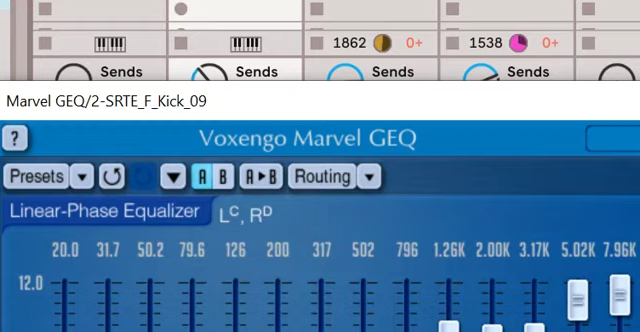 1862 0+ 1538 0+
Sends Sends Sends Sends
Marvel GEQ/2-SRTE_F_Kick_09
? Voxengo Marvel GEQ
Presets A B A▶B Routing
Linear-Phase Equalizer Lᶜ, Rᴰ
20.0 31.7 50.2 79.6 126 200 317 502 796 1.26K 2.00K 3.17K 5.02K 7.96K
12.0